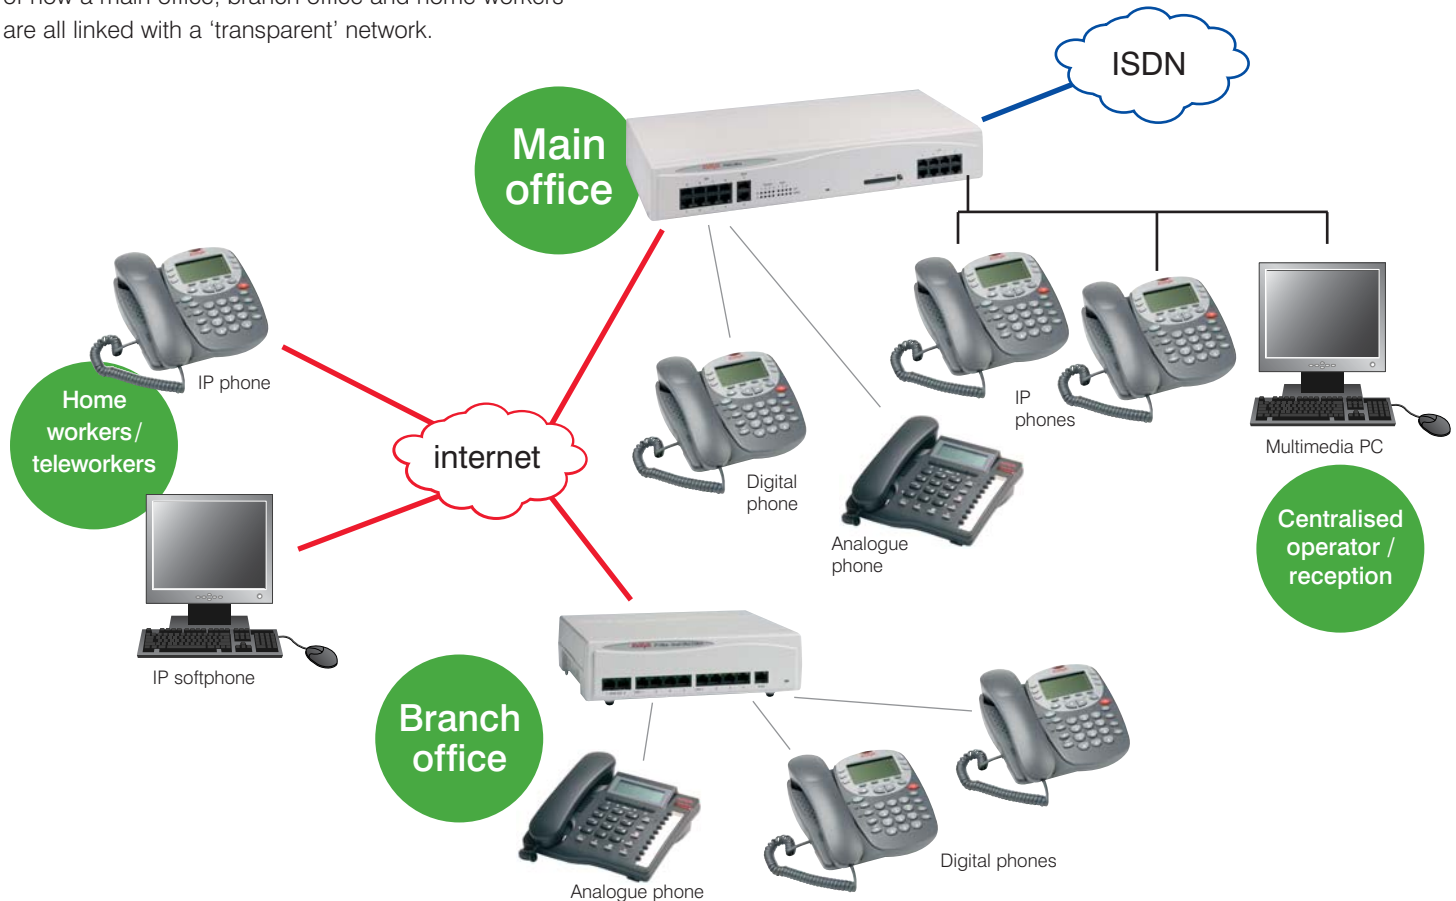 are all linked with a ‘transparent’ network.
ISDN
Main
office
IP phone
Home
workers/
teleworkers
internet
IP
phones
Multimedia PC
Digital
phone
Analogue
phone
Centralised
operator /
reception
IP softphone
Branch
office
Digital phones
Analogue phone